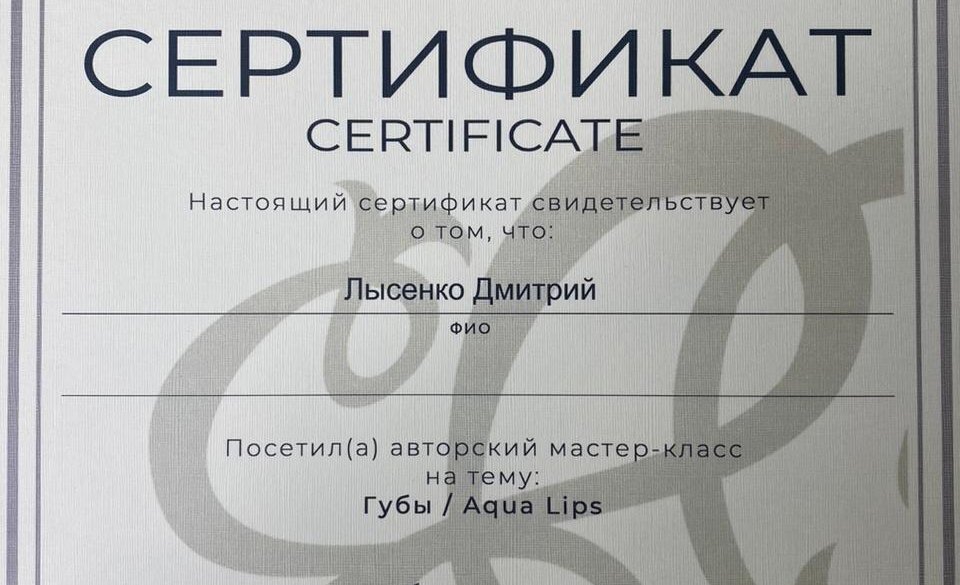 СЕРТИФИКАТ
CERTIFICATE
Настоящий сертификат свидетельствует
о том, что:
Лысенко Дмитрий
ФИО
Посетил(а) авторский мастер-класс
на тему:
Губы / Aqua Lips